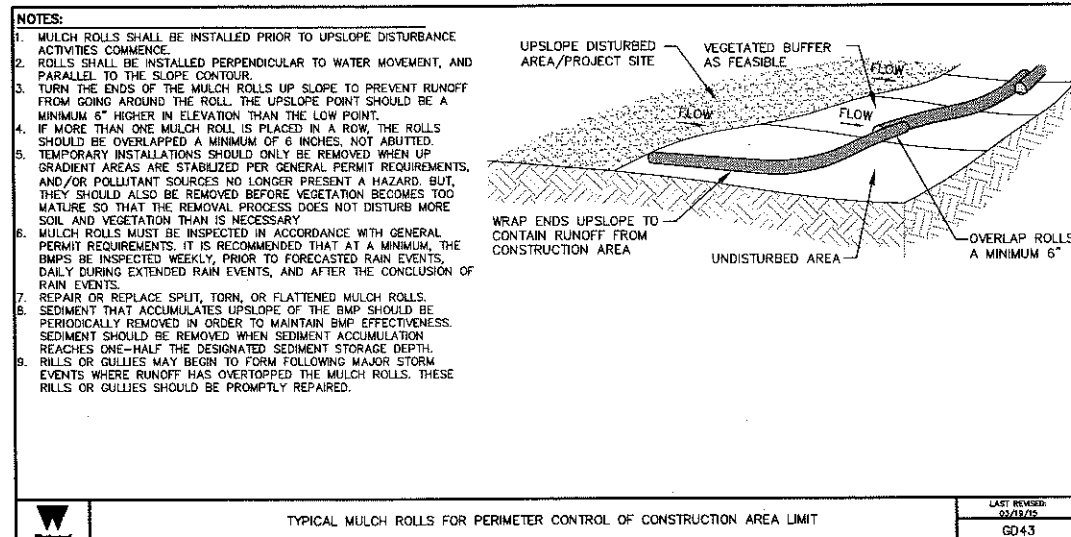 NOTES:
1. MULCH ROLLS SHALL BE INSTALLED PRIOR TO UPSLOPE DISTURBANCE
ACTIVITIES COMMENCE.
2. ROLLS SHALL BE INSTALLED PERPENDICULAR TO WATER MOVEMENT, AND
PARALLEL TO THE SLOPE CONTOUR.
3. TURN THE ENDS OF THE MULCH ROLLS UP SLOPE TO PREVENT RUNOFF
FROM GOING AROUND THE ROLL. THE UPSLOPE POINT SHOULD BE A
MINIMUM 6" HIGHER IN ELEVATION THAN THE LOW POINT.
4. IF MORE THAN ONE MULCH ROLL IS PLACED IN A ROW, THE ROLLS
SHOULD BE OVERLAPPED A MINIMUM OF 6 INCHES, NOT ABUTTED.
5. TEMPORARY INSTALLATIONS SHOULD ONLY BE REMOVED WHEN UP
GRADIENT AREAS ARE STABILIZED PER GENERAL PERMIT REQUIREMENTS,
AND/OR POLLUTANT SOURCES NO LONGER PRESENT A HAZARD. BUT,
THEY SHOULD ALSO BE REMOVED BEFORE VEGETATION BECOMES TOO
MATURE SO THAT THE REMOVAL PROCESS DOES NOT DISTURB MORE
SOIL AND VEGETATION THAN IS NECESSARY
6. MULCH ROLLS MUST BE INSPECTED IN ACCORDANCE WITH GENERAL
PERMIT REQUIREMENTS. IT IS RECOMMENDED THAT AT A MINIMUM, THE
BMPS BE INSPECTED WEEKLY, PRIOR TO FORECASTED RAIN EVENTS,
DAILY DURING EXTENDED RAIN EVENTS, AND AFTER THE CONCLUSION OF
RAIN EVENTS.
7. REPAIR OR REPLACE SPLIT, TORN, OR FLATTENED MULCH ROLLS.
8. SEDIMENT THAT ACCUMULATES UPSLOPE OF THE BMP SHOULD BE
PERIODICALLY REMOVED IN ORDER TO MAINTAIN BMP EFFECTIVENESS.
SEDIMENT SHOULD BE REMOVED WHEN SEDIMENT ACCUMULATION
REACHES ONE-HALF THE DESIGNATED SEDIMENT STORAGE DEPTH.
9. RILLS OR GULLIES MAY BEGIN TO FORM FOLLOWING MAJOR STORM
EVENTS WHERE RUNOFF HAS OVERTOPPED THE MULCH ROLLS. THESE
RILLS OR GULLIES SHOULD BE PROMPTLY REPAIRED.
UPSLOPE DISTURBED
AREA/PROJECT SITE
VEGETATED BUFFER
AS FEASIBLE
FLOW
FLOW
FLOW
WRAP ENDS UPSLOPE TO
CONTAIN RUNOFF FROM
CONSTRUCTION AREA
UNDISTURBED AREA
OVERLAP ROLLS
A MINIMUM 6"
TYPICAL MULCH ROLLS FOR PERIMETER CONTROL OF CONSTRUCTION AREA LIMIT
LAST REVISED:
03/19/15
GD43